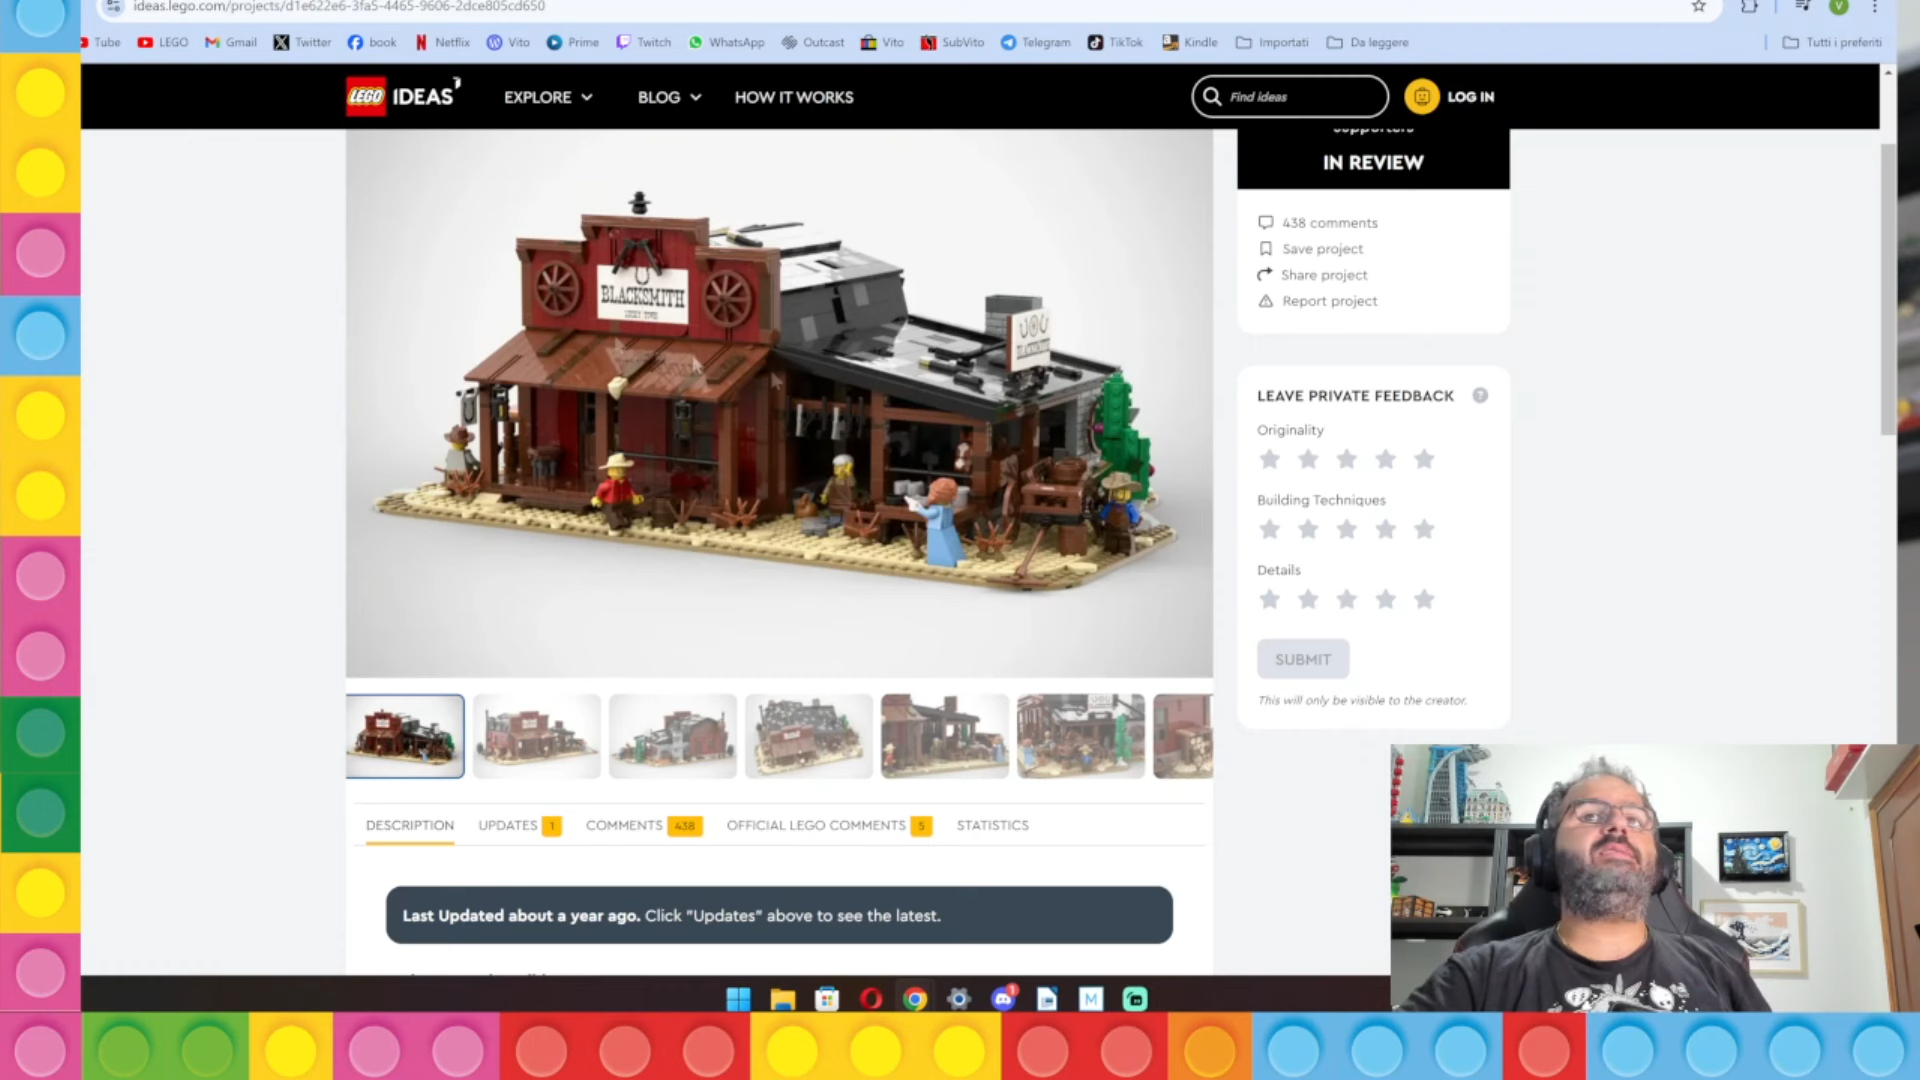 ideas.lego.com/projects/d1e622e6-3fa5-4465-9606-2dce805cd650
Tube LEGO Gmail Twitter book Netflix Vito Prime Twitch WhatsApp Outcast Vito SubVito Telegram TikTok Kindle Importati Da leggere Tutti i preferiti
LEGO IDEAS EXPLORE BLOG HOW IT WORKS Find ideas LOG IN
supporters
IN REVIEW
438 comments
Save project
Share project
Report project
BLACKSMITH
BLACKSMITH
LEAVE PRIVATE FEEDBACK ?
Originality
Building Techniques
Details
SUBMIT
This will only be visible to the creator.
DESCRIPTION UPDATES 1 COMMENTS 438 OFFICIAL LEGO COMMENTS 5 STATISTICS
Last Updated about a year ago. Click "Updates" above to see the latest.